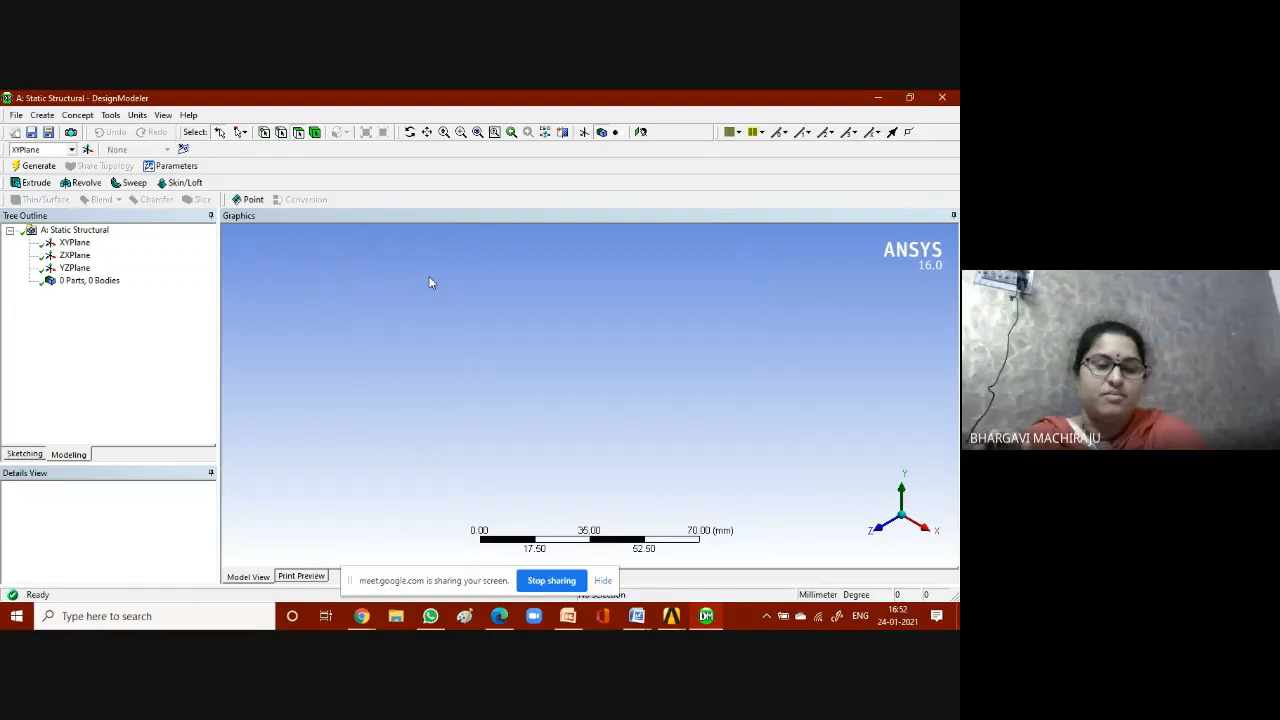 A: Static Structural - DesignModeler
File Create Concept Tools Units View Help
Undo Redo Select:
XYPlane None
Generate Share Topology Parameters
Extrude Revolve Sweep Skin/Loft
Thin/Surface Blend Chamfer Slice Point Conversion
Tree Outline
A: Static Structural
XYPlane
ZXPlane
YZPlane
0 Parts, 0 Bodies
Sketching Modeling
Details View
Graphics
ANSYS
16.0
Y
Z X
0.00 35.00 70.00 (mm)
17.50 52.50
Model View Print Preview
meet.google.com is sharing your screen. Stop sharing Hide
Ready No Selection Millimeter Degree 0 0
Type here to search
ENG
16:52
24-01-2021
BHARGAVI MACHIRAJU